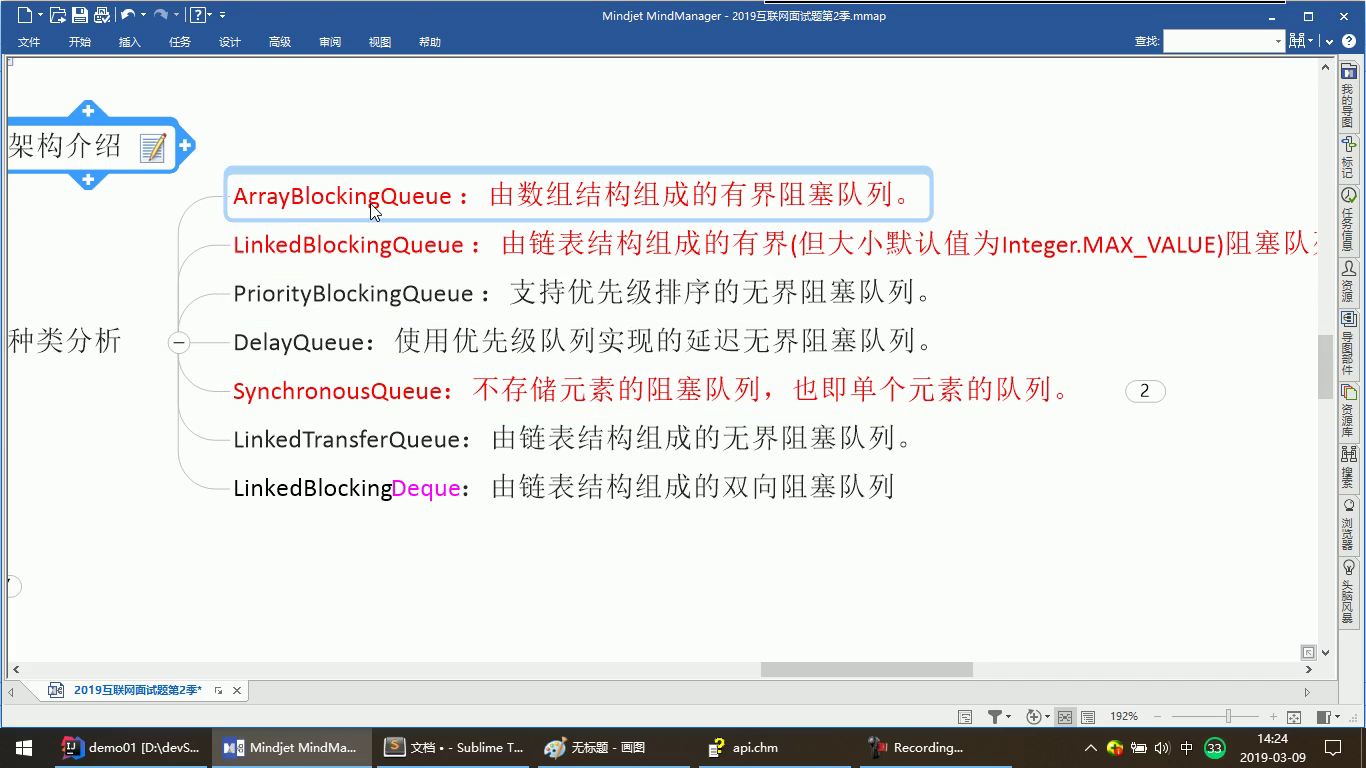 Mindjet MindManager - 2019互联网面试题第2季.mmap
文件 开始 插入 任务 设计 高级 审阅 视图 帮助
查找:
架构介绍
ArrayBlockingQueue： 由数组结构组成的有界阻塞队列。
LinkedBlockingQueue： 由链表结构组成的有界(但大小默认值为Integer.MAX_VALUE)阻塞队
PriorityBlockingQueue： 支持优先级排序的无界阻塞队列。
种类分析
DelayQueue： 使用优先级队列实现的延迟无界阻塞队列。
SynchronousQueue： 不存储元素的阻塞队列，也即单个元素的队列。
2
LinkedTransferQueue： 由链表结构组成的无界阻塞队列。
LinkedBlockingDeque： 由链表结构组成的双向阻塞队列
我的导图
标记
任务信息
资源
导图部件
资源库
搜索
浏览器
头脑风暴
2019互联网面试题第2季*
192%
demo01 [D:\devS...
Mindjet MindMa...
文档 • - Sublime T...
无标题 - 画图
api.chm
Recording...
中
33
14:24
2019-03-09